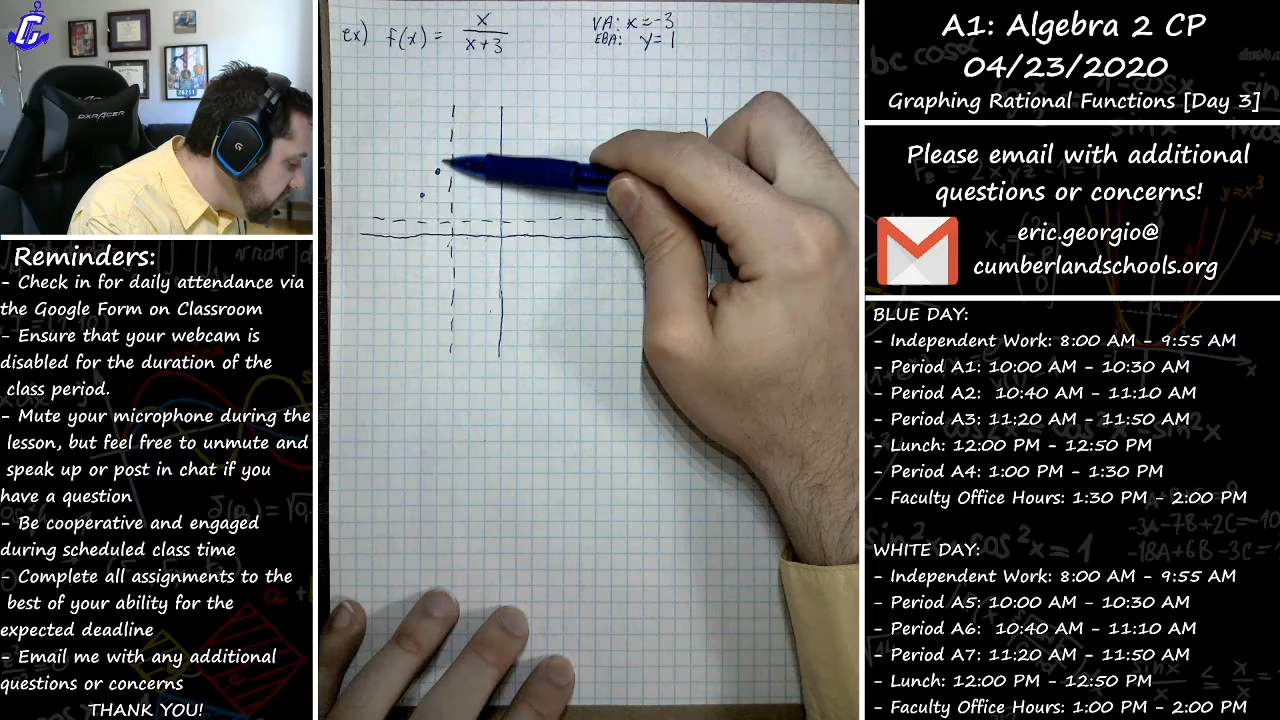 ex) f(x) = x / x+3
VA: x = -3
EBA: y = 1
C
DXRACER
G
A1: Algebra 2 CP
04/23/2020
Graphing Rational Functions [Day 3]
Please email with additional
questions or concerns!
eric.georgio@
cumberlandschools.org
Reminders:
- Check in for daily attendance via
the Google Form on Classroom
- Ensure that your webcam is
disabled for the duration of the
class period.
- Mute your microphone during the
lesson, but feel free to unmute and
speak up or post in chat if you
have a question
- Be cooperative and engaged
during scheduled class time
- Complete all assignments to the
best of your ability for the
expected deadline
- Email me with any additional
questions or concerns
THANK YOU!
BLUE DAY:
- Independent Work: 8:00 AM - 9:55 AM
- Period A1: 10:00 AM - 10:30 AM
- Period A2: 10:40 AM - 11:10 AM
- Period A3: 11:20 AM - 11:50 AM
- Lunch: 12:00 PM - 12:50 PM
- Period A4: 1:00 PM - 1:30 PM
- Faculty Office Hours: 1:30 PM - 2:00 PM
WHITE DAY:
- Independent Work: 8:00 AM - 9:55 AM
- Period A5: 10:00 AM - 10:30 AM
- Period A6: 10:40 AM - 11:10 AM
- Period A7: 11:20 AM - 11:50 AM
- Lunch: 12:00 PM - 12:50 PM
- Faculty Office Hours: 1:00 PM - 2:00 PM